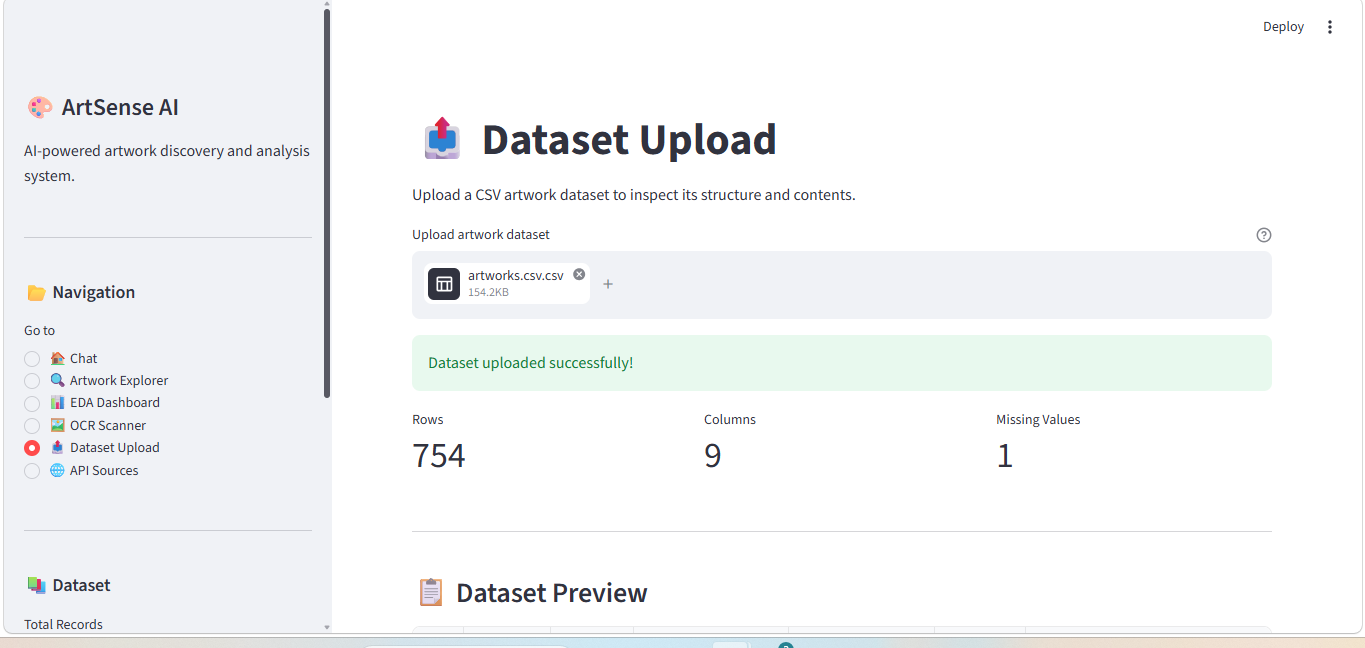 Deploy
ArtSense AI
AI-powered artwork discovery and analysis
system.
Navigation
Go to
Chat
Artwork Explorer
EDA Dashboard
OCR Scanner
Dataset Upload
API Sources
Dataset
Total Records
Dataset Upload
Upload a CSV artwork dataset to inspect its structure and contents.
Upload artwork dataset
artworks.csv.csv
154.2KB
Dataset uploaded successfully!
Rows Columns Missing Values
754 9 1
Dataset Preview